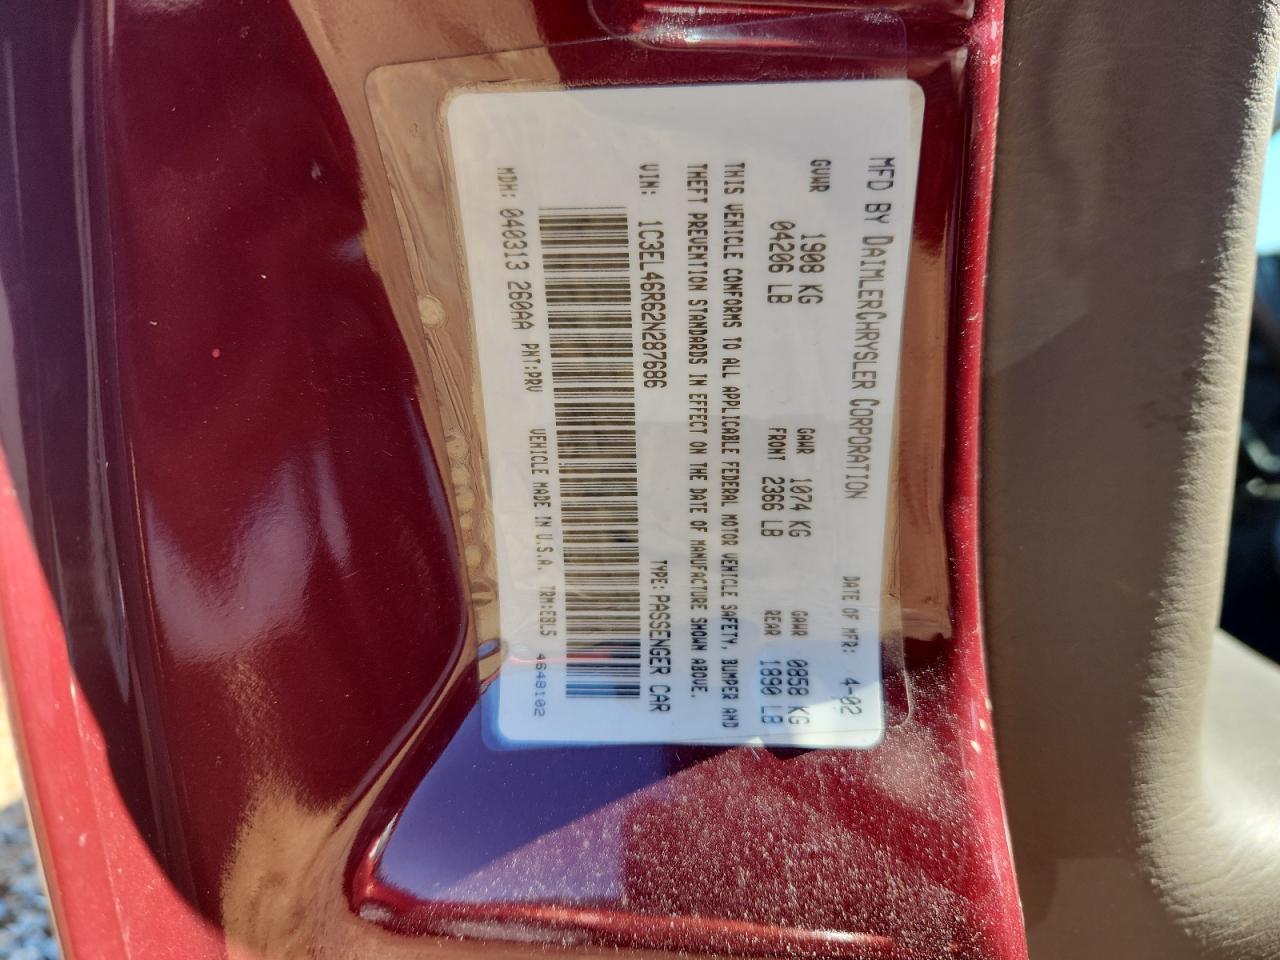 MFD BY DAIMLERCHRYSLER CORPORATION DATE OF MFR: 4-02
GVWR 1908 KG GAWR 1074 KG GAWR 0858 KG
04206 LB FRONT 2366 LB REAR 1890 LB
THIS VEHICLE CONFORMS TO ALL APPLICABLE FEDERAL MOTOR VEHICLE SAFETY, BUMPER AND
THEFT PREVENTION STANDARDS IN EFFECT ON THE DATE OF MANUFACTURE SHOWN ABOVE.
VIN: 1C3EL46R62N287686 TYPE: PASSENGER CAR
MDH: 040313 260AA PNT:PRV VEHICLE MADE IN U.S.A. TRM:E8L5 4648102